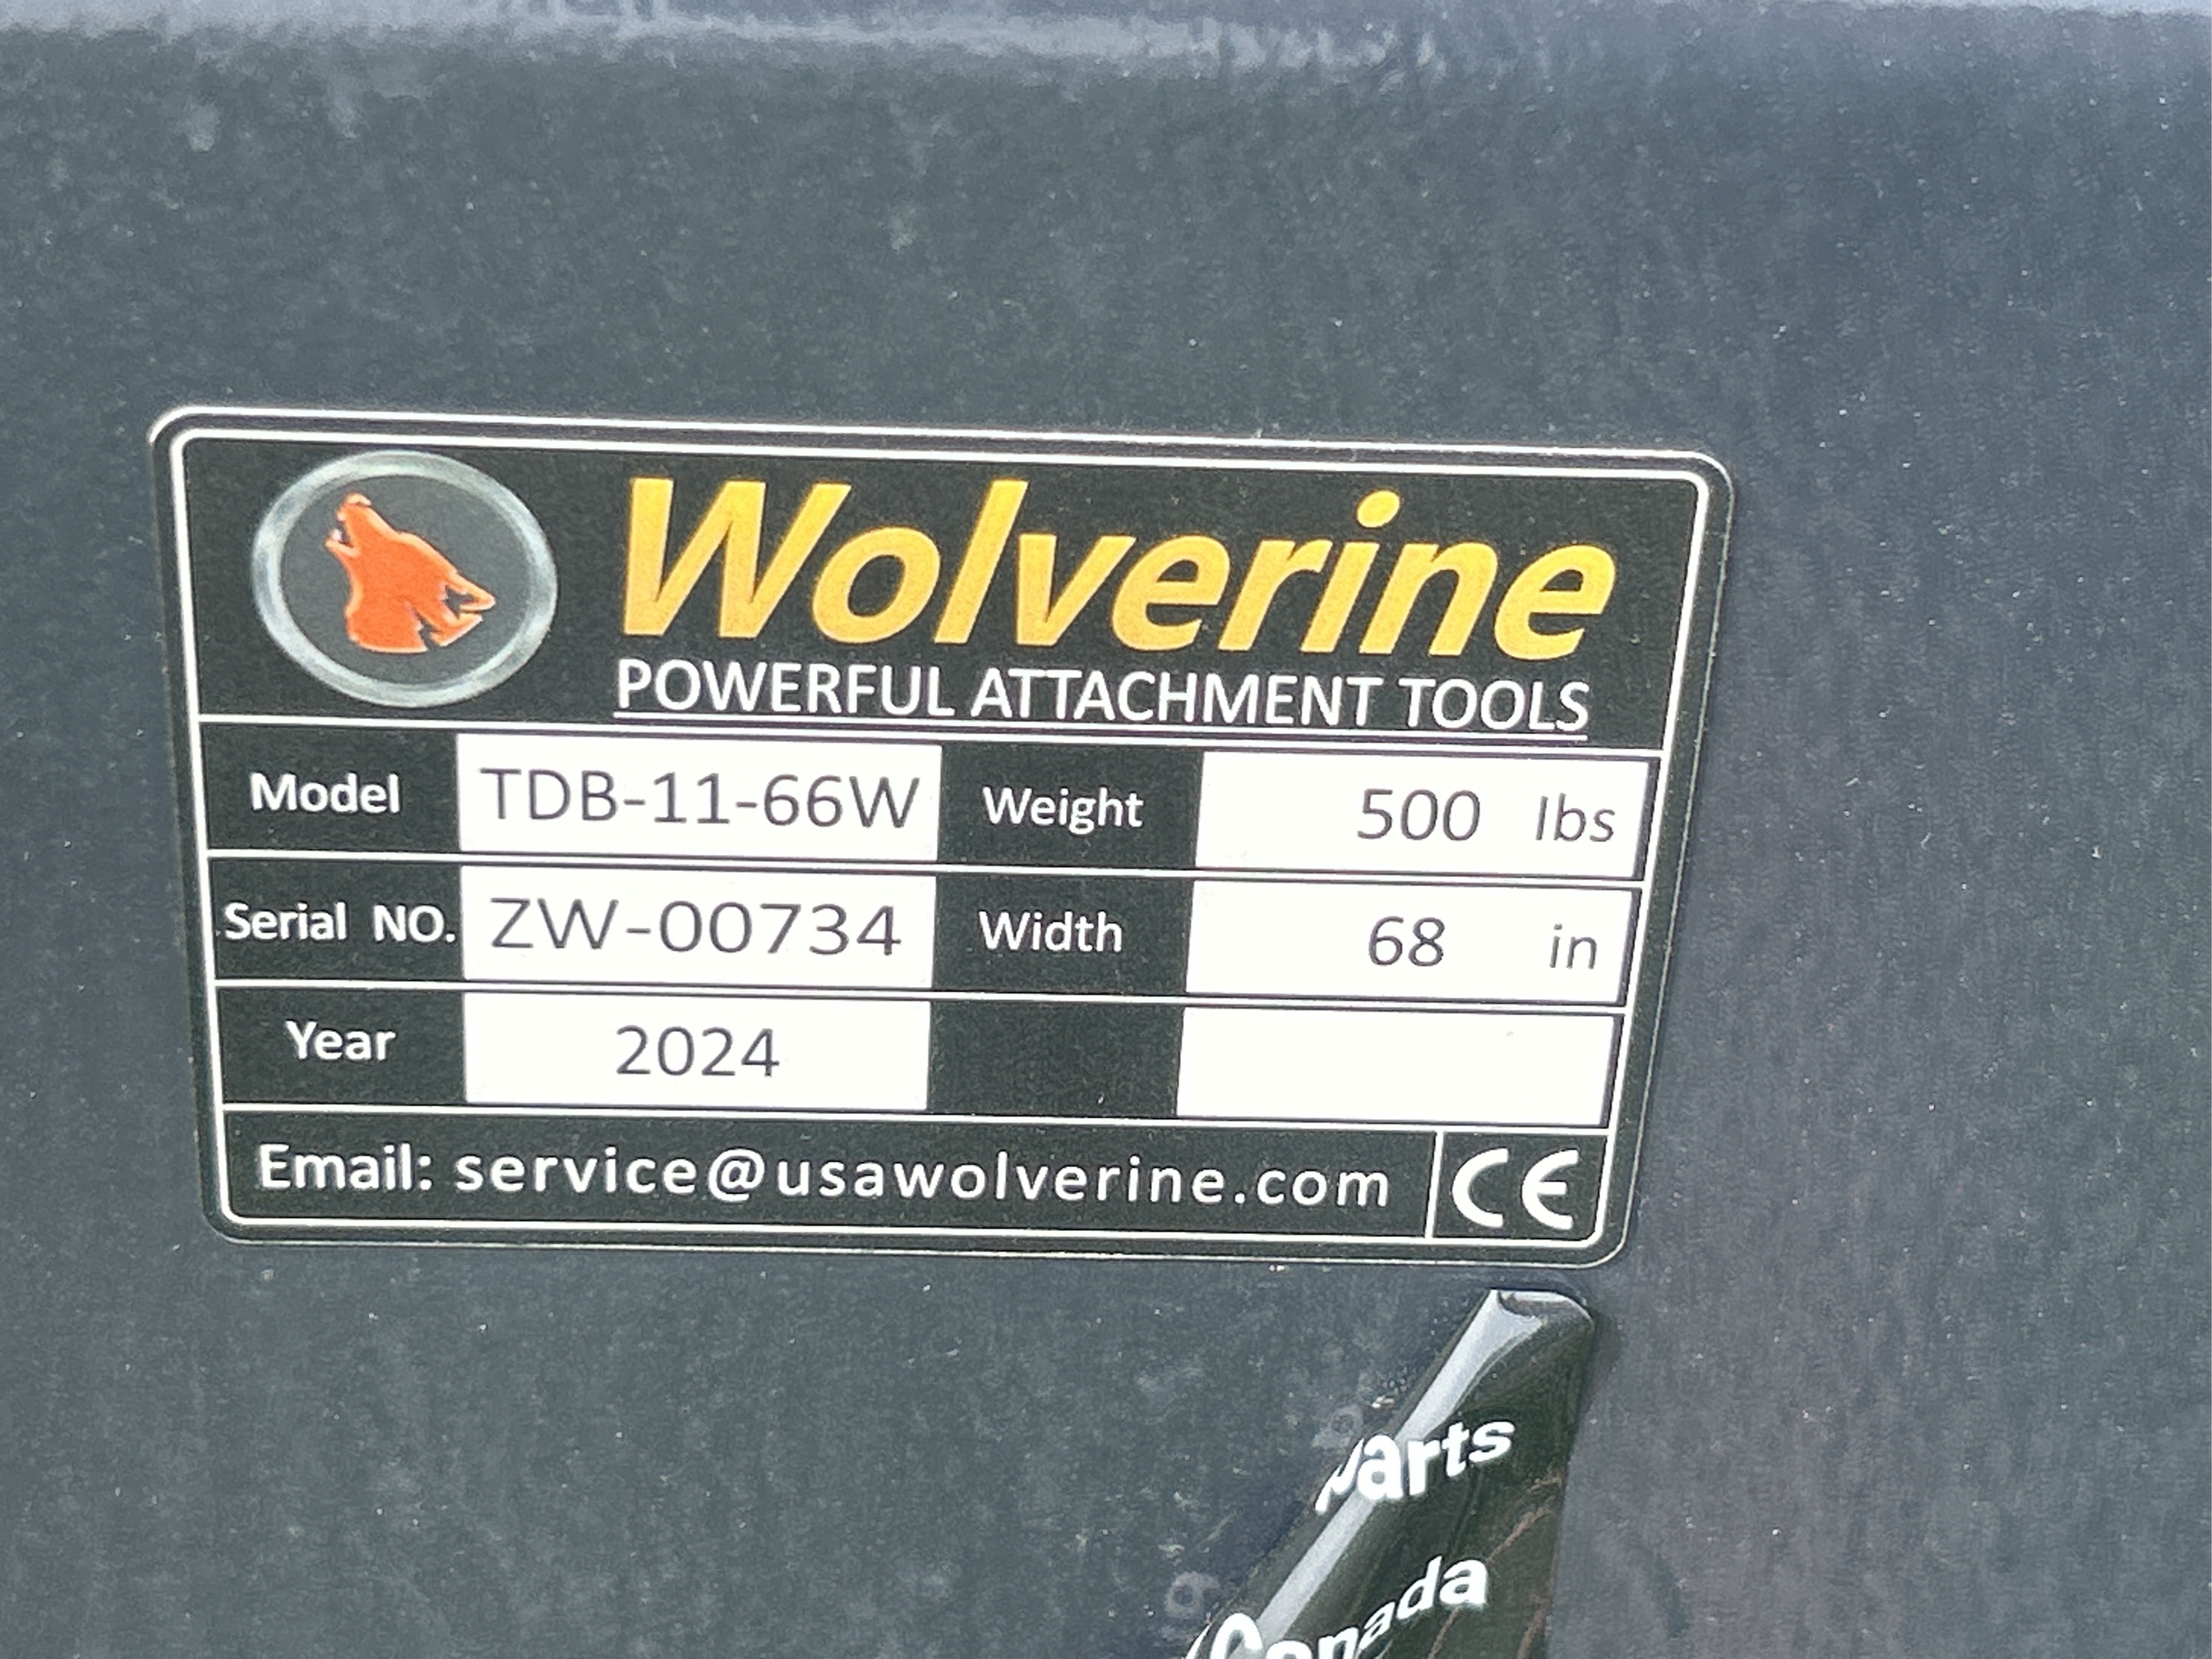 Wolverine
POWERFUL ATTACHMENT TOOLS
Model TDB-11-66W Weight 500 lbs
Serial NO. ZW-00734 Width 68 in
Year 2024
Email: service@usawolverine.com CE
Parts
Canada